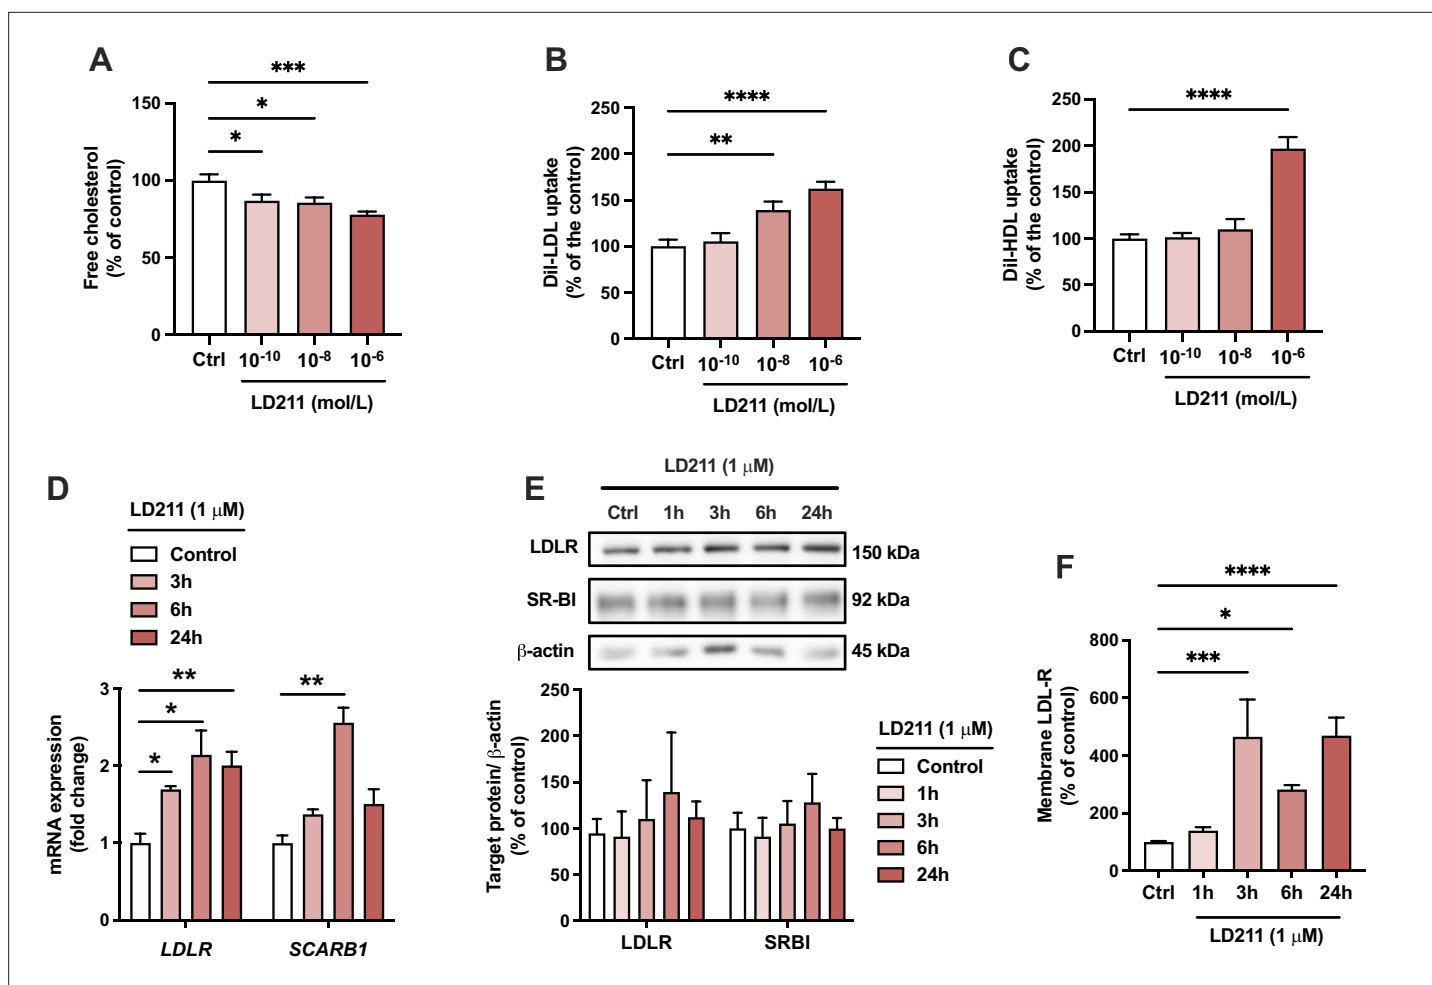 A
***
*
*
150
100
50
0
Free cholesterol
(% of control)
Ctrl 10-10 10-8 10-6
LD211 (mol/L)
B
****
**
250
200
150
100
50
0
Dil-LDL uptake
(% of the control)
Ctrl 10-10 10-8 10-6
LD211 (mol/L)
C
****
250
200
150
100
50
0
Dil-HDL uptake
(% of the control)
Ctrl 10-10 10-8 10-6
LD211 (mol/L)
D
LD211 (1 μM)
Control
3h
6h
24h
**
*
*
**
3
2
1
0
mRNA expression
(fold change)
LDLR SCARB1
E
LD211 (1 μM)
Ctrl 1h 3h 6h 24h
LDLR 150 kDa
SR-BI 92 kDa
β-actin 45 kDa
250
200
150
100
50
0
Target protein/ β-actin
(% of control)
LDLR SRBI
LD211 (1 μM)
Control
1h
3h
6h
24h
F
****
*
***
800
600
400
200
0
Membrane LDL-R
(% of control)
Ctrl 1h 3h 6h 24h
LD211 (1 μM)